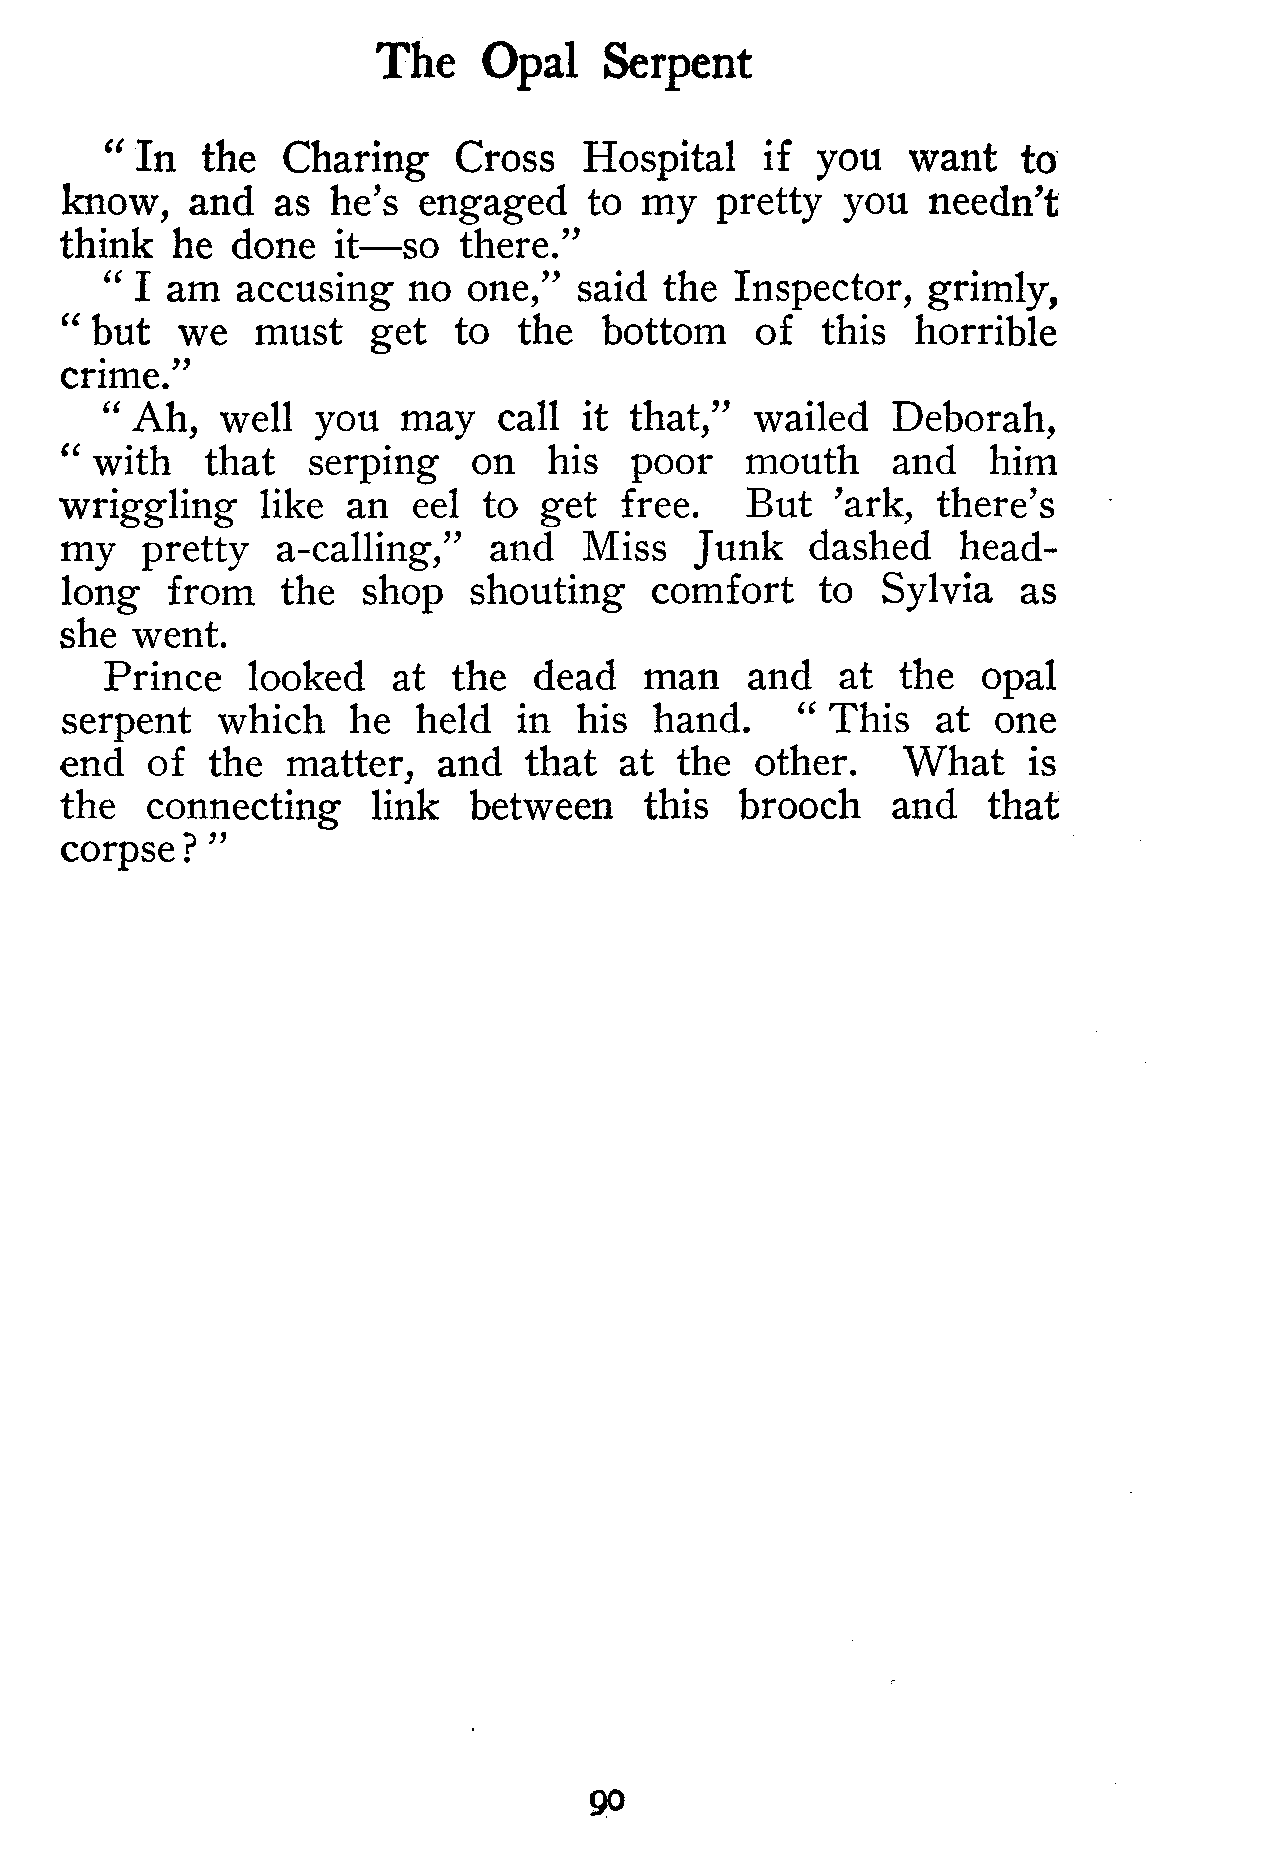 The Opal Serpent
“ In the Charing Cross Hospital if you want to
know, and as he’s engaged to my pretty you needn’t
think he done it—so there.”
“ I am accusing no one,” said the Inspector, grimly,
“ but we must get to the bottom of this horrible
crime.”
“ Ah, well you may call it that,” wailed Deborah,
“ with that serping on his poor mouth and him
wriggling like an eel to get free. But ’ark, there’s
my pretty a-calling,” and Miss Junk dashed head-
long from the shop shouting comfort to Sylvia as
she went.
Prince looked at the dead man and at the opal
serpent which he held in his hand. “ This at one
end of the matter, and that at the other. What is
the connecting link between this brooch and that
corpse? ”
90